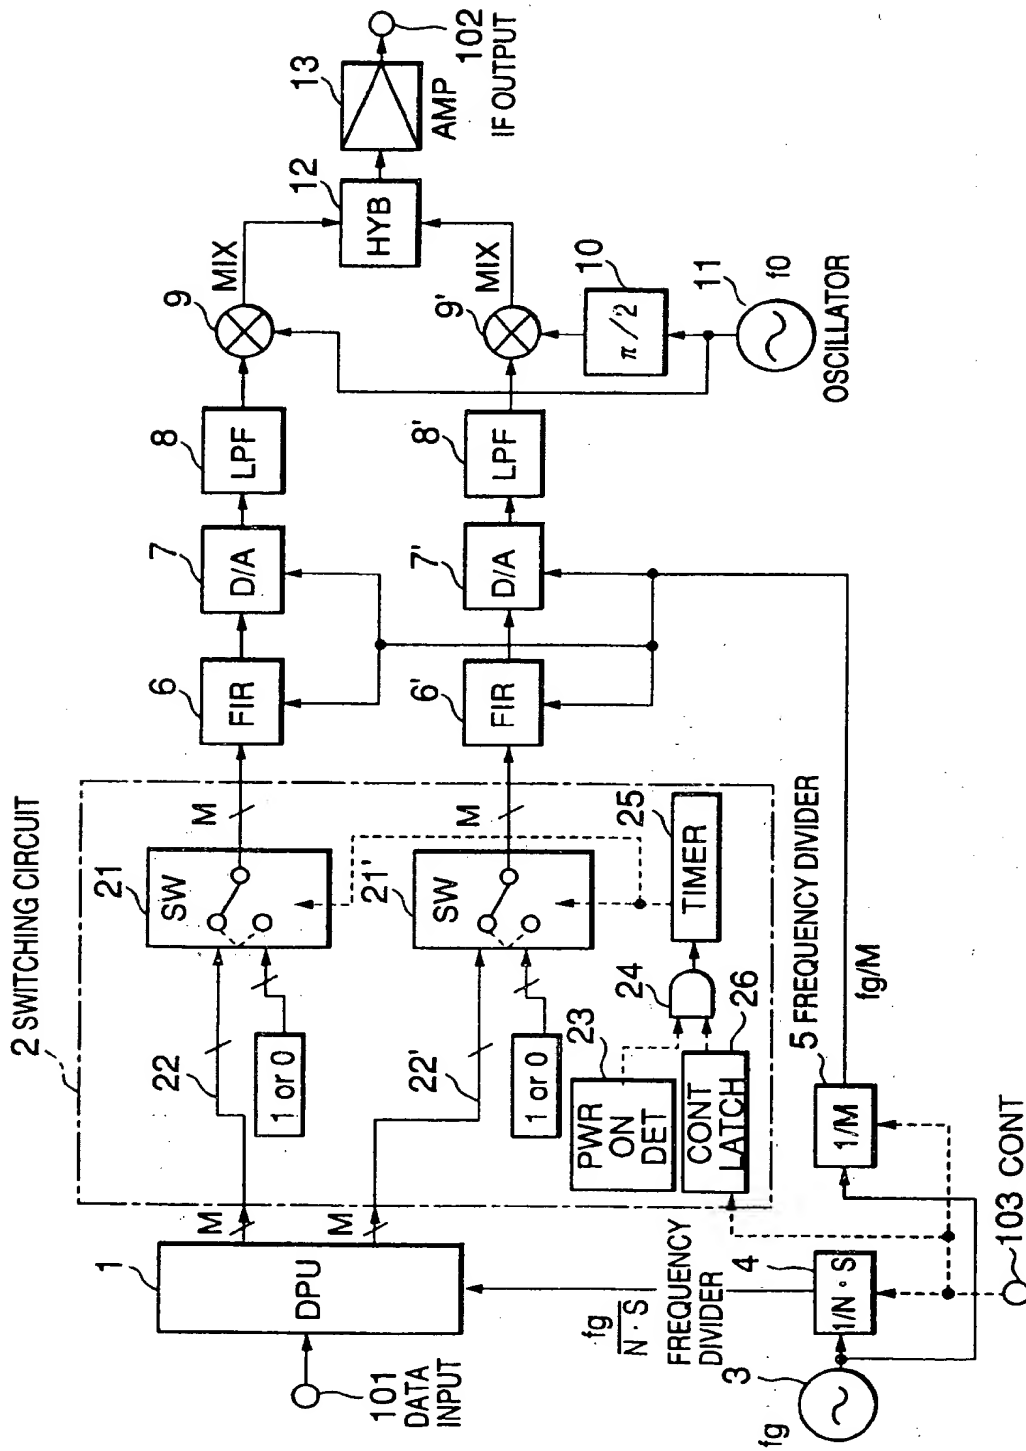 2 SWITCHING CIRCUIT
1
DPU
101
DATA
INPUT
M
M
22
22'
1 or 0
1 or 0
21
SW
21'
SW
M
M
23
PWR
ON
DET
24
CONT
LATCH
26
25
TIMER
6
FIR
6'
FIR
7
D/A
7'
D/A
8
LPF
8'
LPF
9
MIX
9'
MIX
10
π/2
11
f0
OSCILLATOR
12
HYB
13
AMP
102
IF OUTPUT
3
fg
4
1/N·S
FREQUENCY
DIVIDER
fg
N·S
5 FREQUENCY DIVIDER
1/M
fg/M
103 CONT